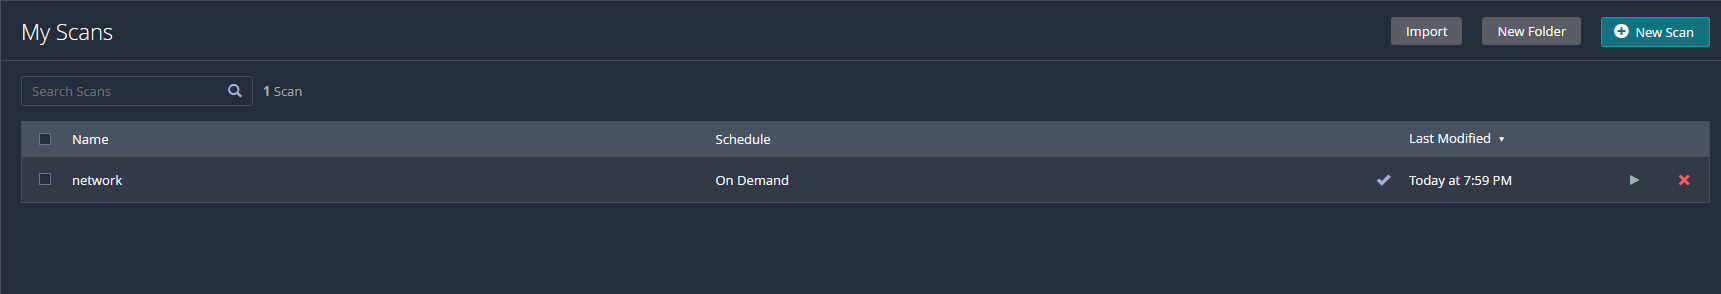 My Scans
Import
New Folder
New Scan
Search Scans
1 Scan
Name Schedule Last Modified
network On Demand Today at 7:59 PM